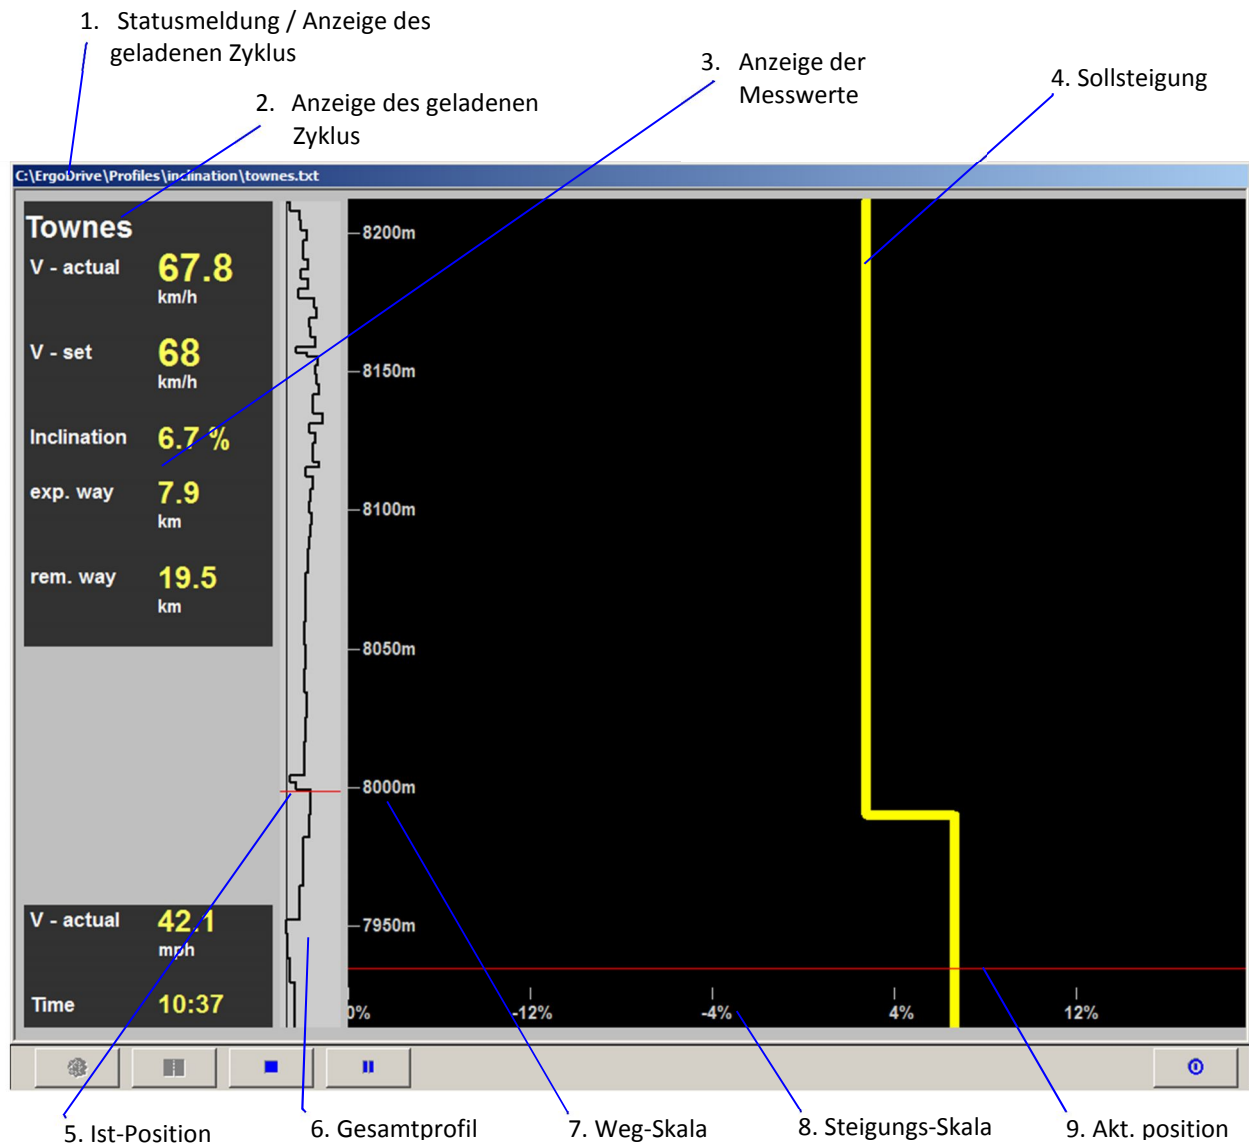 1. Statusmeldung / Anzeige des
geladenen Zyklus
2. Anzeige des geladenen
Zyklus
3. Anzeige der
Messwerte
4. Sollsteigung
C:\ErgoDrive\Profiles\inclination\townes.txt
Townes
V - actual 67.8
km/h
V - set 68
km/h
Inclination 6.7 %
exp. way 7.9
km
rem. way 19.5
km
V - actual 42.1
mph
Time 10:37
8200m
8150m
8100m
8050m
8000m
7950m
0% -12% -4% 4% 12%
5. Ist-Position
6. Gesamtprofil
7. Weg-Skala
8. Steigungs-Skala
9. Akt. position